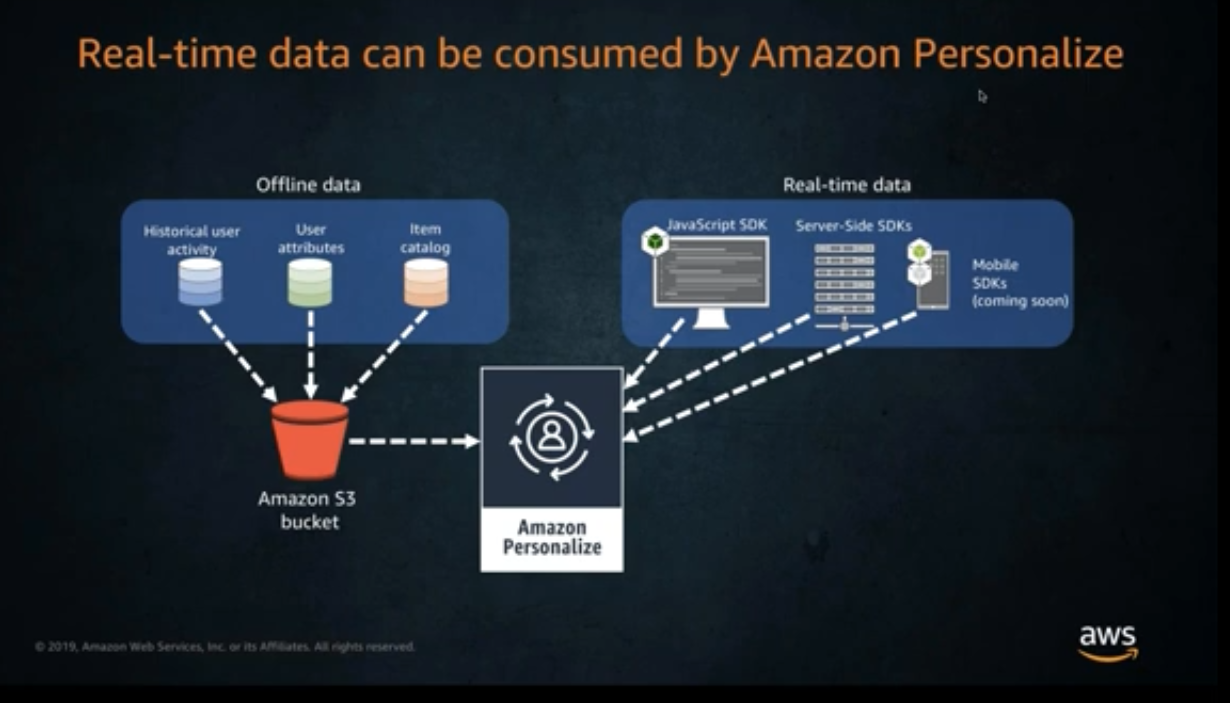 Real-time data can be consumed by Amazon Personalize
Offline data
Historical user
activity
User
attributes
Item
catalog
Real-time data
JavaScript SDK
Server-Side SDKs
Mobile
SDKs
(coming soon)
Amazon S3
bucket
Amazon
Personalize
© 2019, Amazon Web Services, Inc. or its Affiliates. All rights reserved.
aws